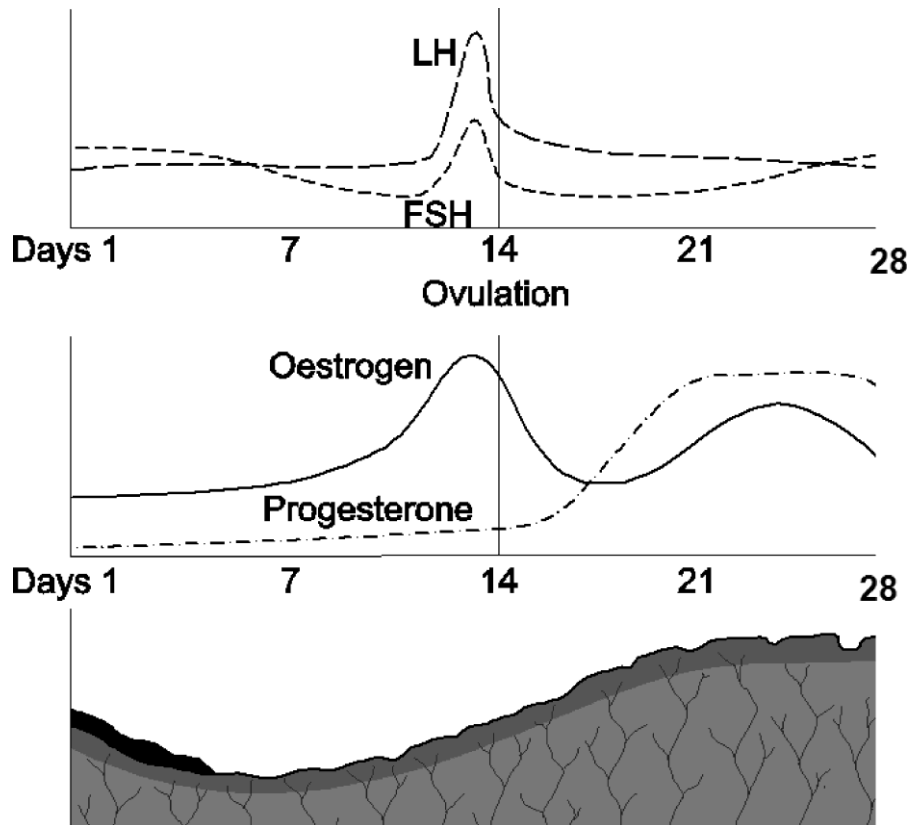 LH
FSH
Days 1 7 14 21 28
Ovulation
Oestrogen
Progesterone
Days 1 7 14 21 28